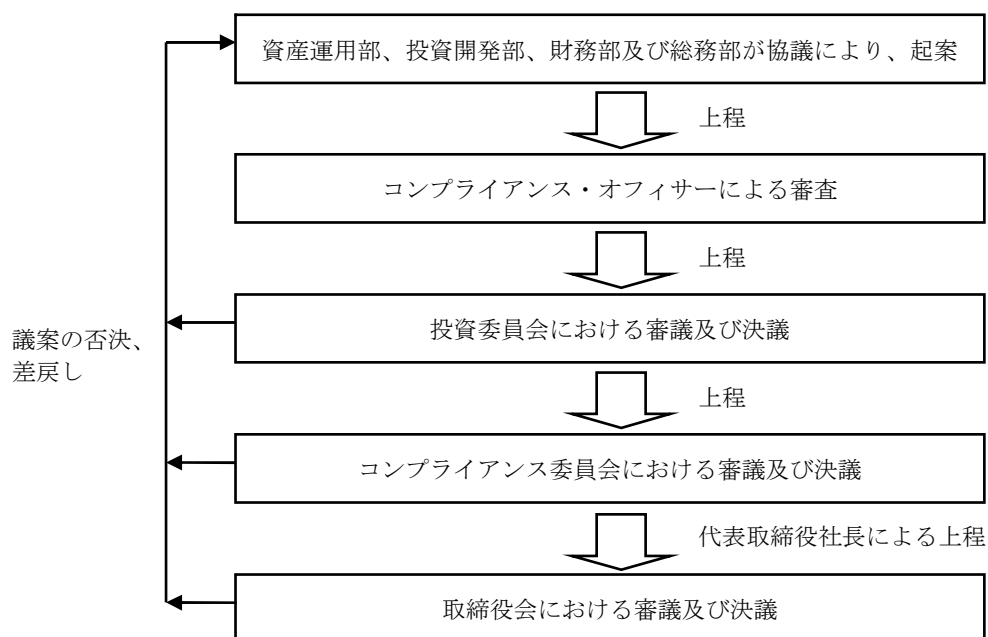 資産運用部、投資開発部、財務部及び総務部が協議により、起案
上程
コンプライアンス・オフィサーによる審査
上程
投資委員会における審議及び決議
議案の否決、
差戻し
上程
コンプライアンス委員会における審議及び決議
代表取締役社長による上程
取締役会における審議及び決議